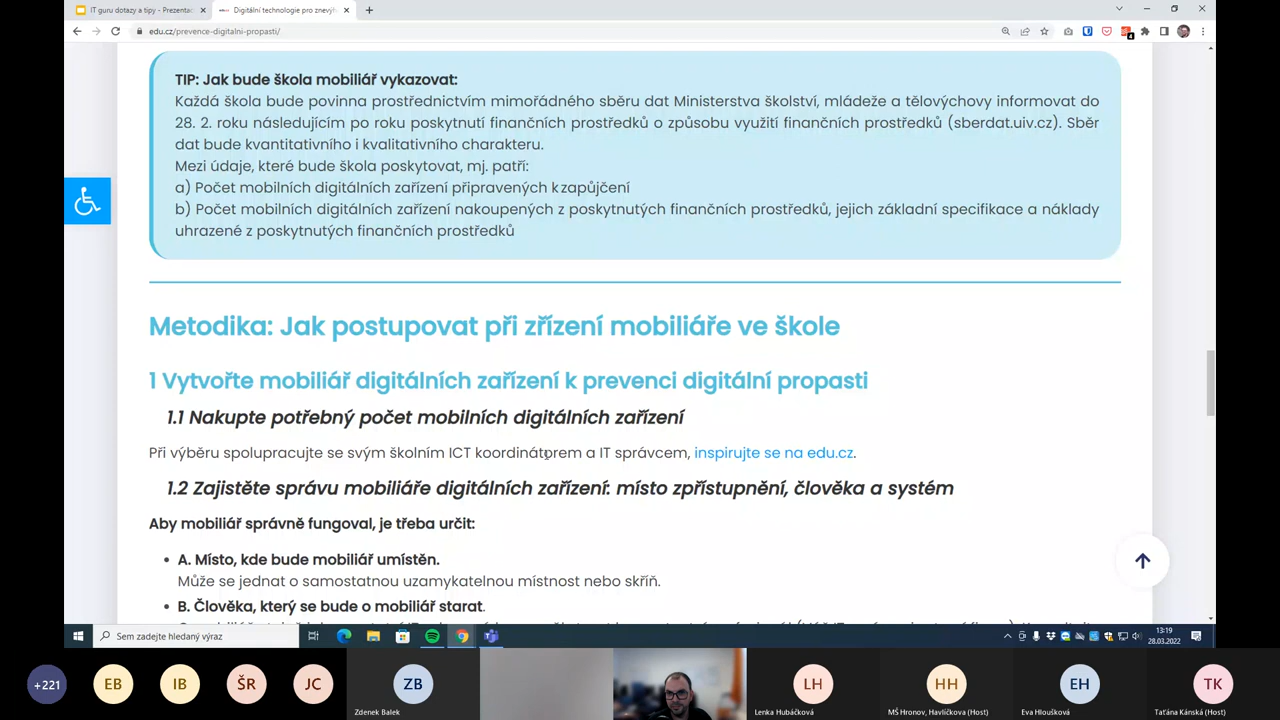 IT guru dotazy a tipy - Prezentac
Digitální technologie pro znevýh
edu.cz/prevence-digitalni-propasti/
TIP: Jak bude škola mobiliář vykazovat:
Každá škola bude povinna prostřednictvím mimořádného sběru dat Ministerstva školství, mládeže a tělovýchovy informovat do
28. 2. roku následujícím po roku poskytnutí finančních prostředků o způsobu využití finančních prostředků (sberdat.uiv.cz). Sběr
dat bude kvantitativního i kvalitativního charakteru.
Mezi údaje, které bude škola poskytovat, mj. patří:
a) Počet mobilních digitálních zařízení připravených k zapůjčení
b) Počet mobilních digitálních zařízení nakoupených z poskytnutých finančních prostředků, jejich základní specifikace a náklady
uhrazené z poskytnutých finančních prostředků
Metodika: Jak postupovat při zřízení mobiliáře ve škole
1 Vytvořte mobiliář digitálních zařízení k prevenci digitální propasti
1.1 Nakupte potřebný počet mobilních digitálních zařízení
Při výběru spolupracujte se svým školním ICT koordinátorem a IT správcem, inspirujte se na edu.cz.
1.2 Zajistěte správu mobiliáře digitálních zařízení: místo zpřístupnění, člověka a systém
Aby mobiliář správně fungoval, je třeba určit:
• A. Místo, kde bude mobiliář umístěn.
Může se jednat o samostatnou uzamykatelnou místnost nebo skříň.
• B. Člověka, který se bude o mobiliář starat.
Sem zadejte hledaný výraz
13:19
28.03.2022
+221
EB
IB
ŠR
JC
ZB
LH
HH
EH
TK
Zdenek Balek
Lenka Hubáčková
MŠ Hronov, Havlíčkova (Host)
Eva Hloušková
Taťána Kánská (Host)